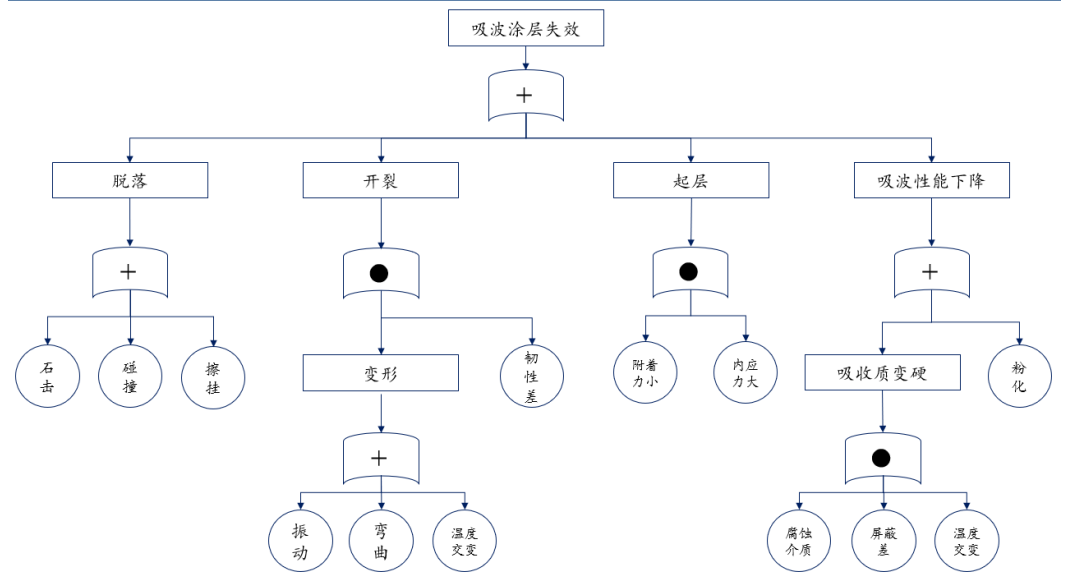 吸波涂层失效
+
脱落
开裂
起层
吸波性能下降
+
+
石
击
碰
撞
擦
挂
变形
韧
性
差
附着
力小
内应
力大
吸收质变硬
粉
化
+
振
动
弯
曲
温度
交变
腐蚀
介质
屏蔽
差
温度
交变